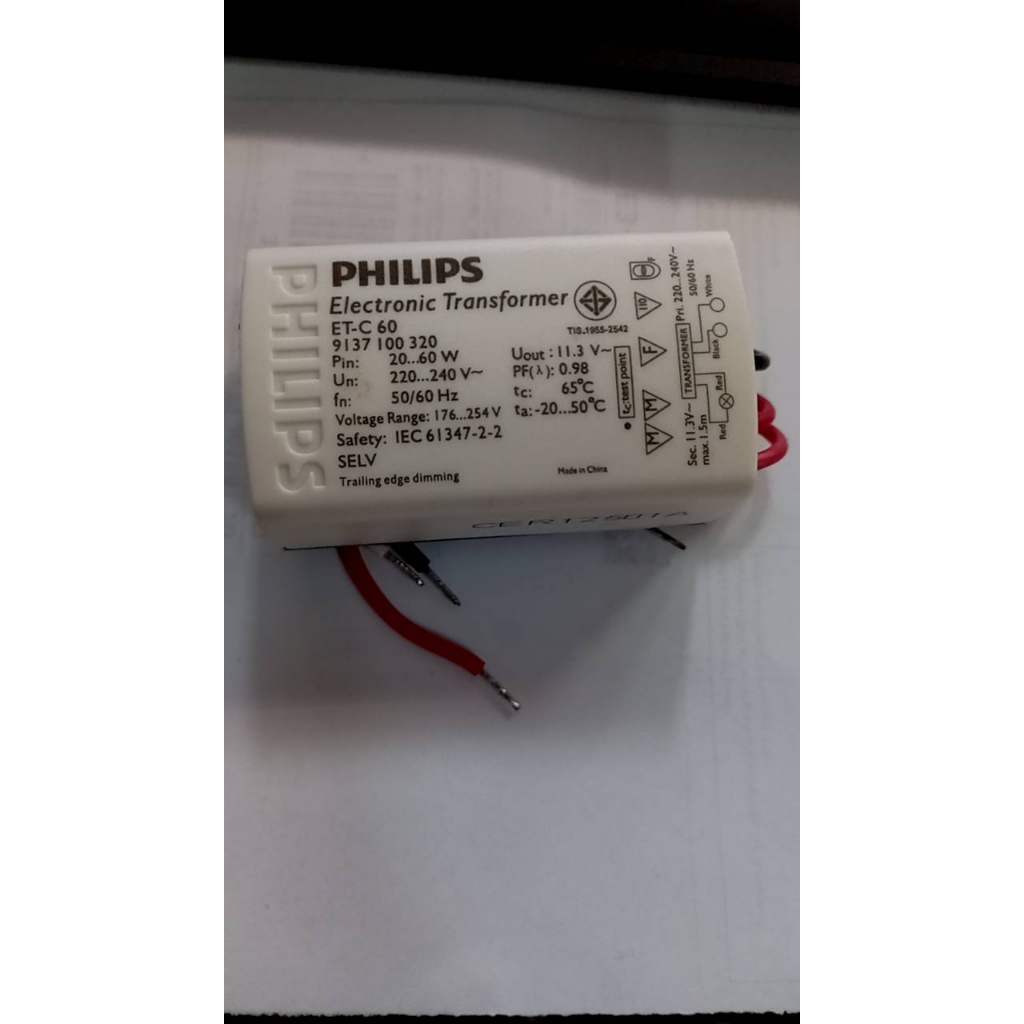 PHILIPS
PHILIPS
Electronic Transformer
ET-C 60
9137 100 320
Pin: 20...60 W
Un: 220...240 V~
fn: 50/60 Hz
Voltage Range: 176...254 V
Safety: IEC 61347-2-2
SELV
Trailing edge dimming
TIS.1955-2542
Uout : 11.3 V~
PF(λ): 0.98
tc: 65°C
ta: -20...50°C
Made in China
tc:test point
F
110
F
M M
Pri. 220...240V~
50/60 Hz
White
Black
TRANSFORMER
Red
Red
Sec. 11.3V~
max.1.5m
CER12501A